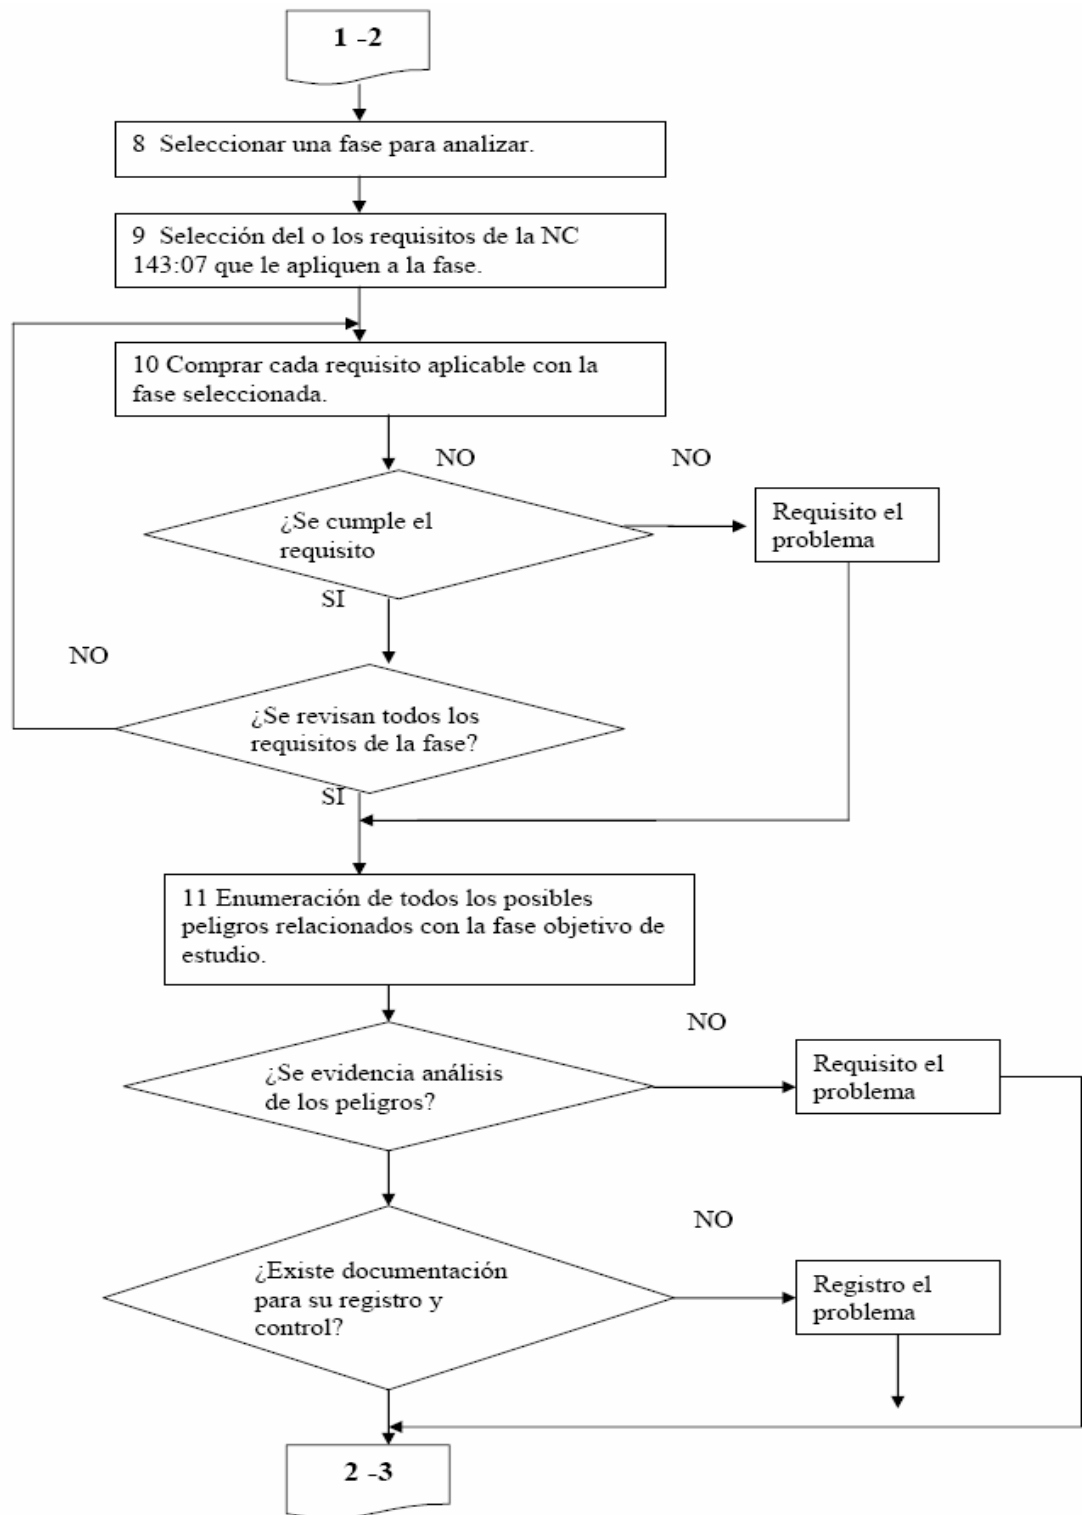 1 -2
8 Seleccionar una fase para analizar.
9 Selección del o los requisitos de la NC
143:07 que le apliquen a la fase.
10 Comprar cada requisito aplicable con la
fase seleccionada.
NO
NO
¿Se cumple el
requisito
Requisito el
problema
SI
NO
¿Se revisan todos los
requisitos de la fase?
SI
11 Enumeración de todos los posibles
peligros relacionados con la fase objetivo de
estudio.
NO
¿Se evidencia análisis
de los peligros?
Requisito el
problema
NO
¿Existe documentación
para su registro y
control?
Registro el
problema
2 -3